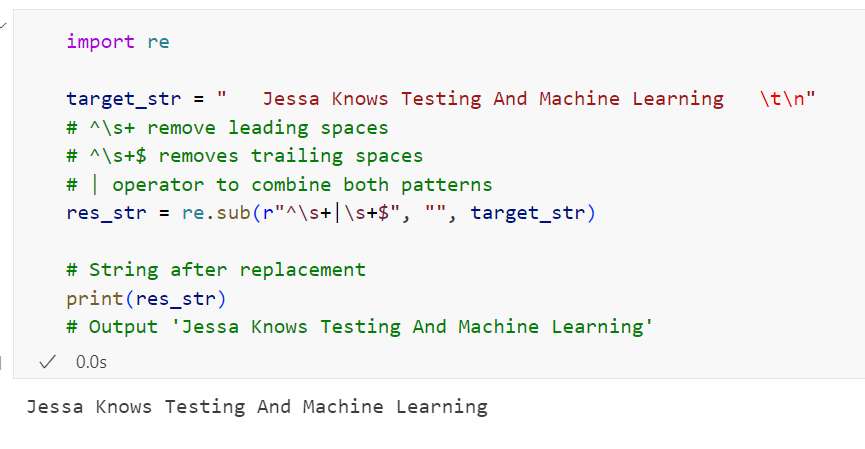 import re
target_str = "   Jessa Knows Testing And Machine Learning   \t\n"
# ^\s+ remove leading spaces
# ^\s+$ removes trailing spaces
# | operator to combine both patterns
res_str = re.sub(r"^\s+|\s+$", "", target_str)
# String after replacement
print(res_str)
# Output 'Jessa Knows Testing And Machine Learning'
0.0s
Jessa Knows Testing And Machine Learning